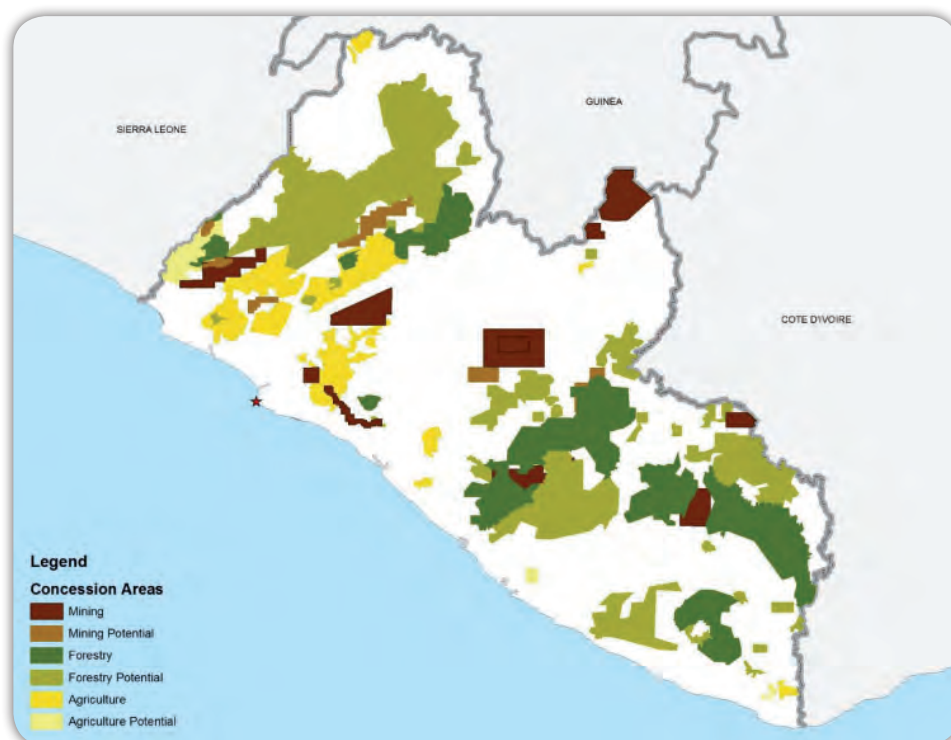 SIERRA LEONE
GUINEA
COTE D'IVOIRE
Legend
Concession Areas
Mining
Mining Potential
Forestry
Forestry Potential
Agriculture
Agriculture Potential